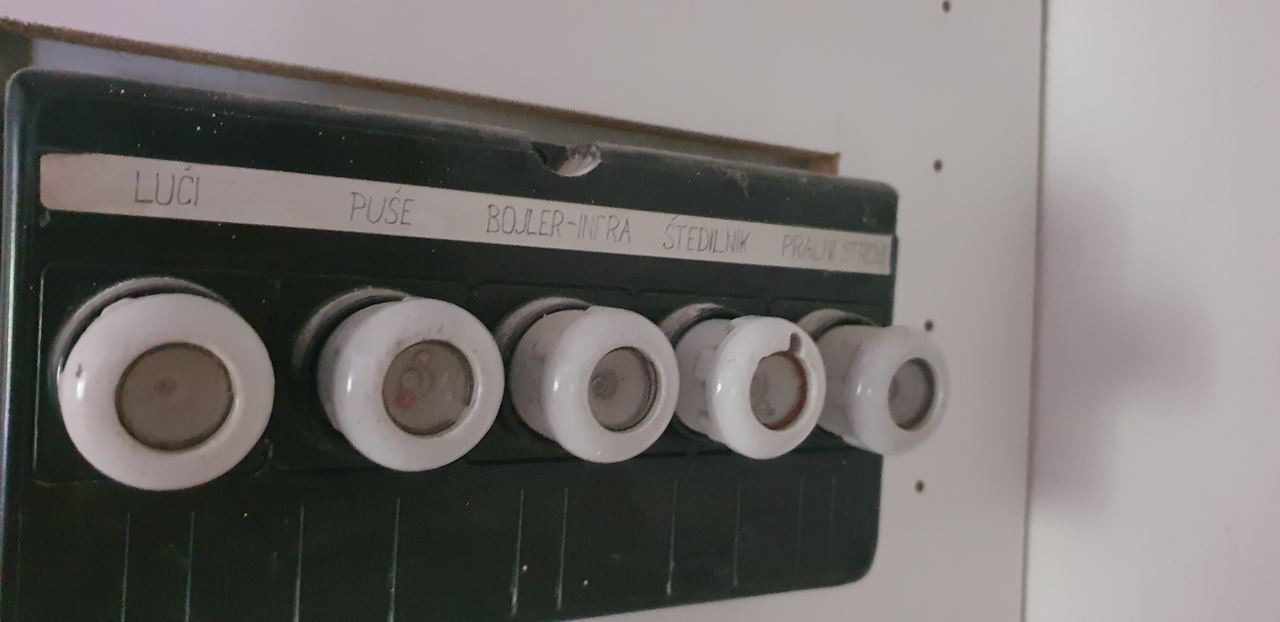 LUČI PUŠE BOJLER-INFRA ŠTEDILNIK PRALNI STROJ